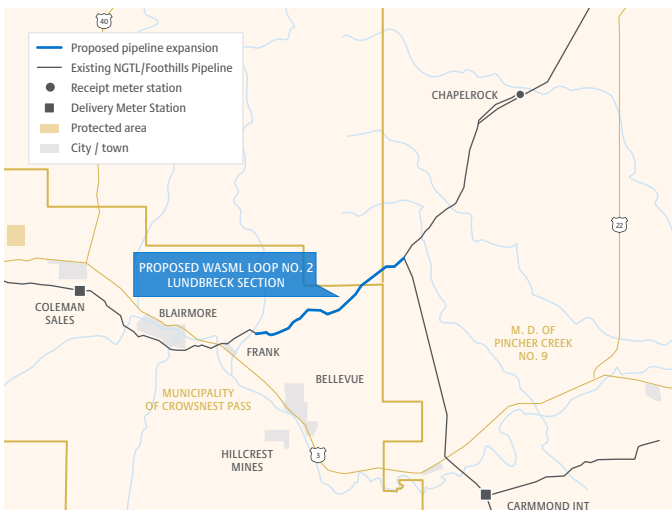 40
Proposed pipeline expansion
Existing NGTL/Foothills Pipeline
Receipt meter station
Delivery Meter Station
Protected area
City / town
CHAPELROCK
22
PROPOSED WASML LOOP NO. 2
LUNDBRECK SECTION
COLEMAN
SALES
BLAIRMORE
FRANK
M. D. OF
PINCHER CREEK
NO. 9
BELLEVUE
MUNICIPALITY
OF CROWSNEST PASS
HILLCREST
MINES
3
CARMMOND INT